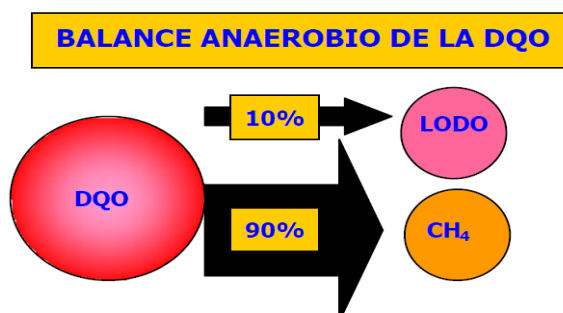 BALANCE ANAEROBIO DE LA DQO
10%
LODO
DQO
90%
CH₄